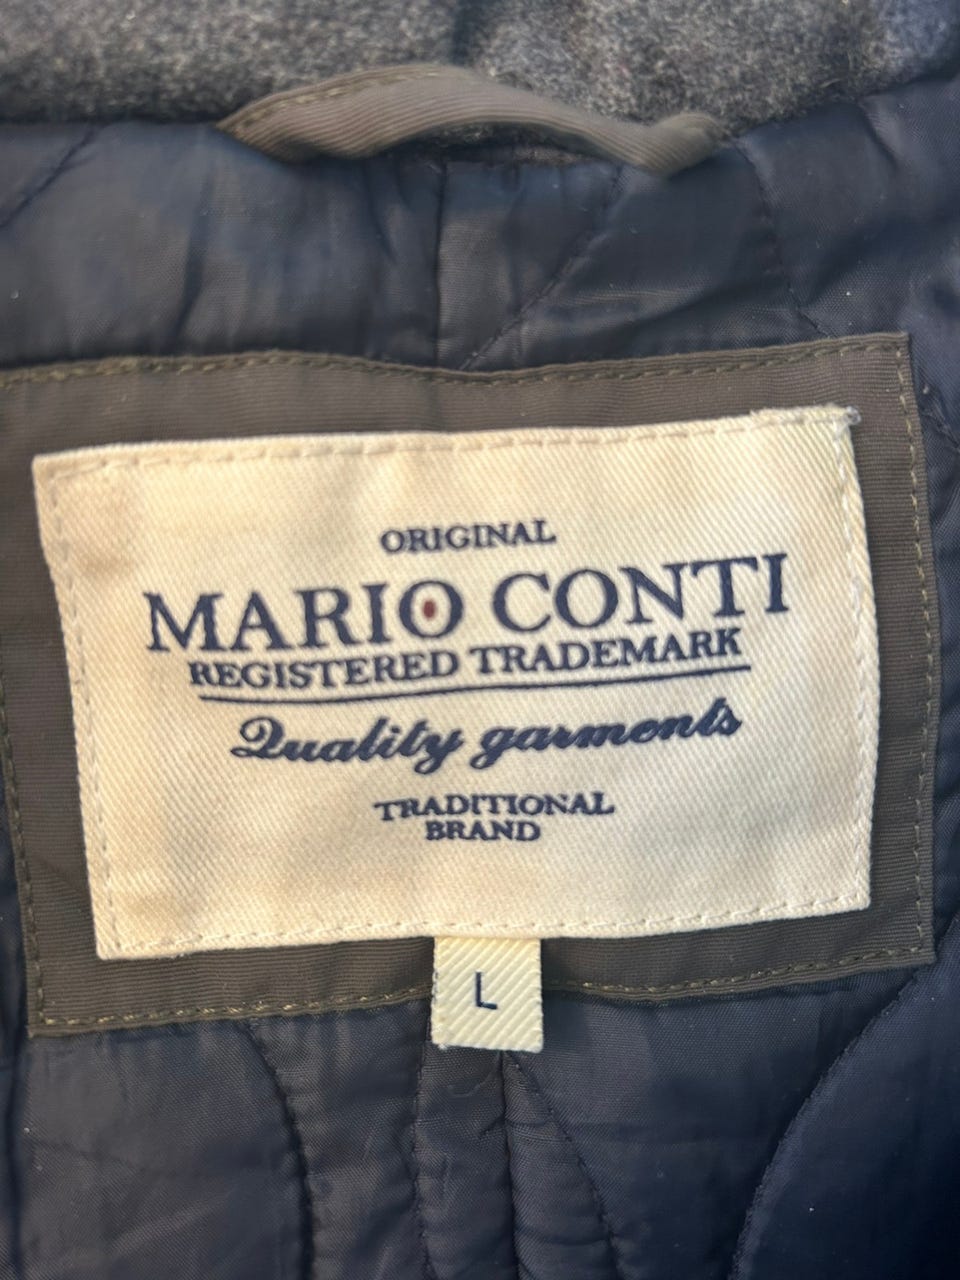 ORIGINAL
MARIO CONTI
REGISTERED TRADEMARK
Quality garments
TRADITIONAL
BRAND
L